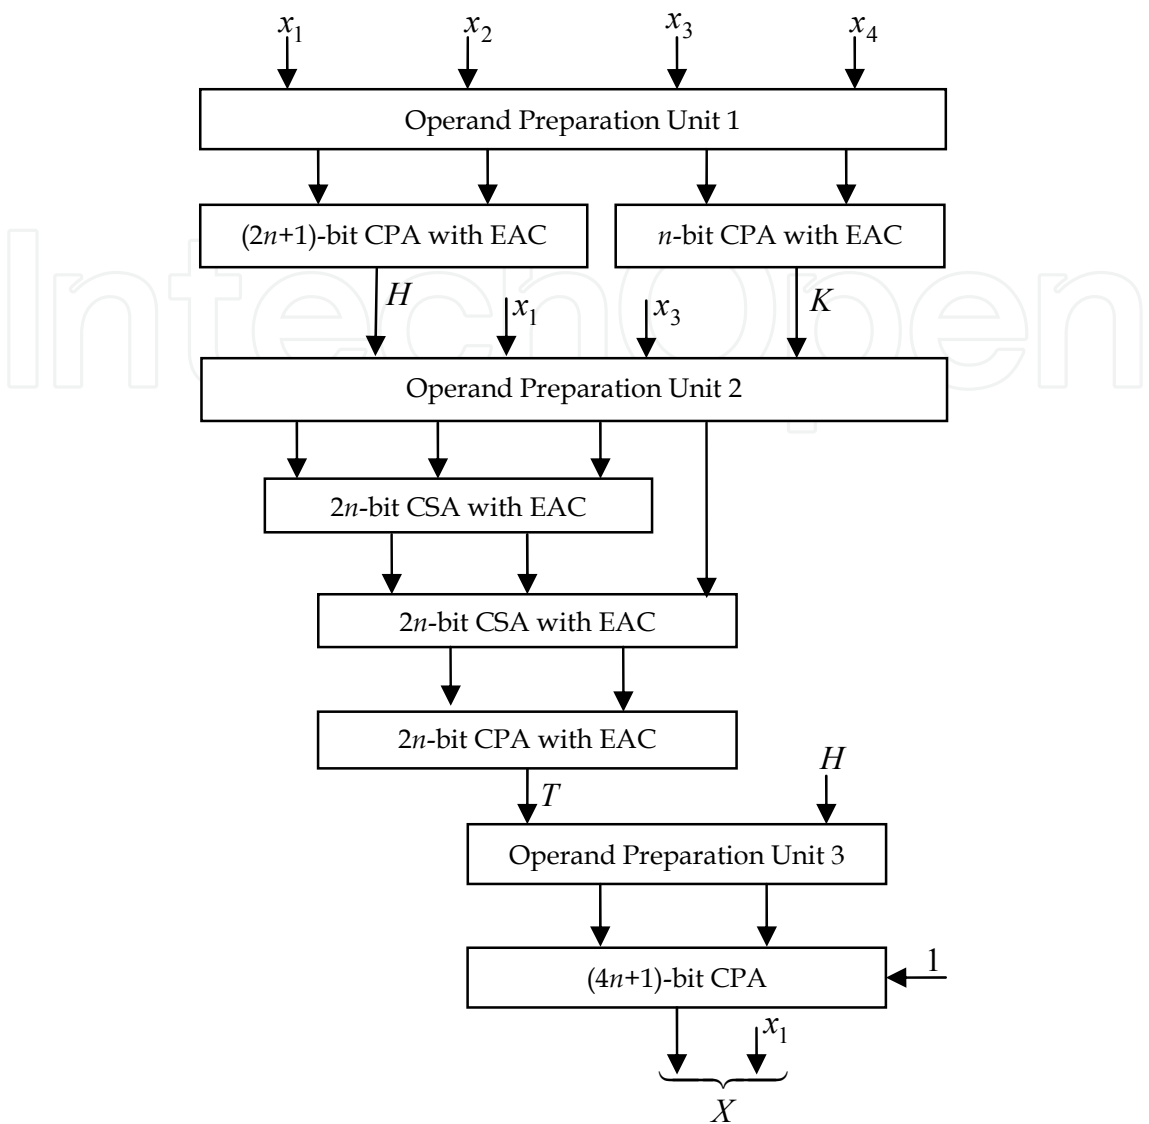 x1 x2 x3 x4
Operand Preparation Unit 1
(2n+1)-bit CPA with EAC
n-bit CPA with EAC
H x1 x3 K
Operand Preparation Unit 2
2n-bit CSA with EAC
2n-bit CSA with EAC
2n-bit CPA with EAC
H
T
Operand Preparation Unit 3
(4n+1)-bit CPA
1
x1
X
IntechOpen